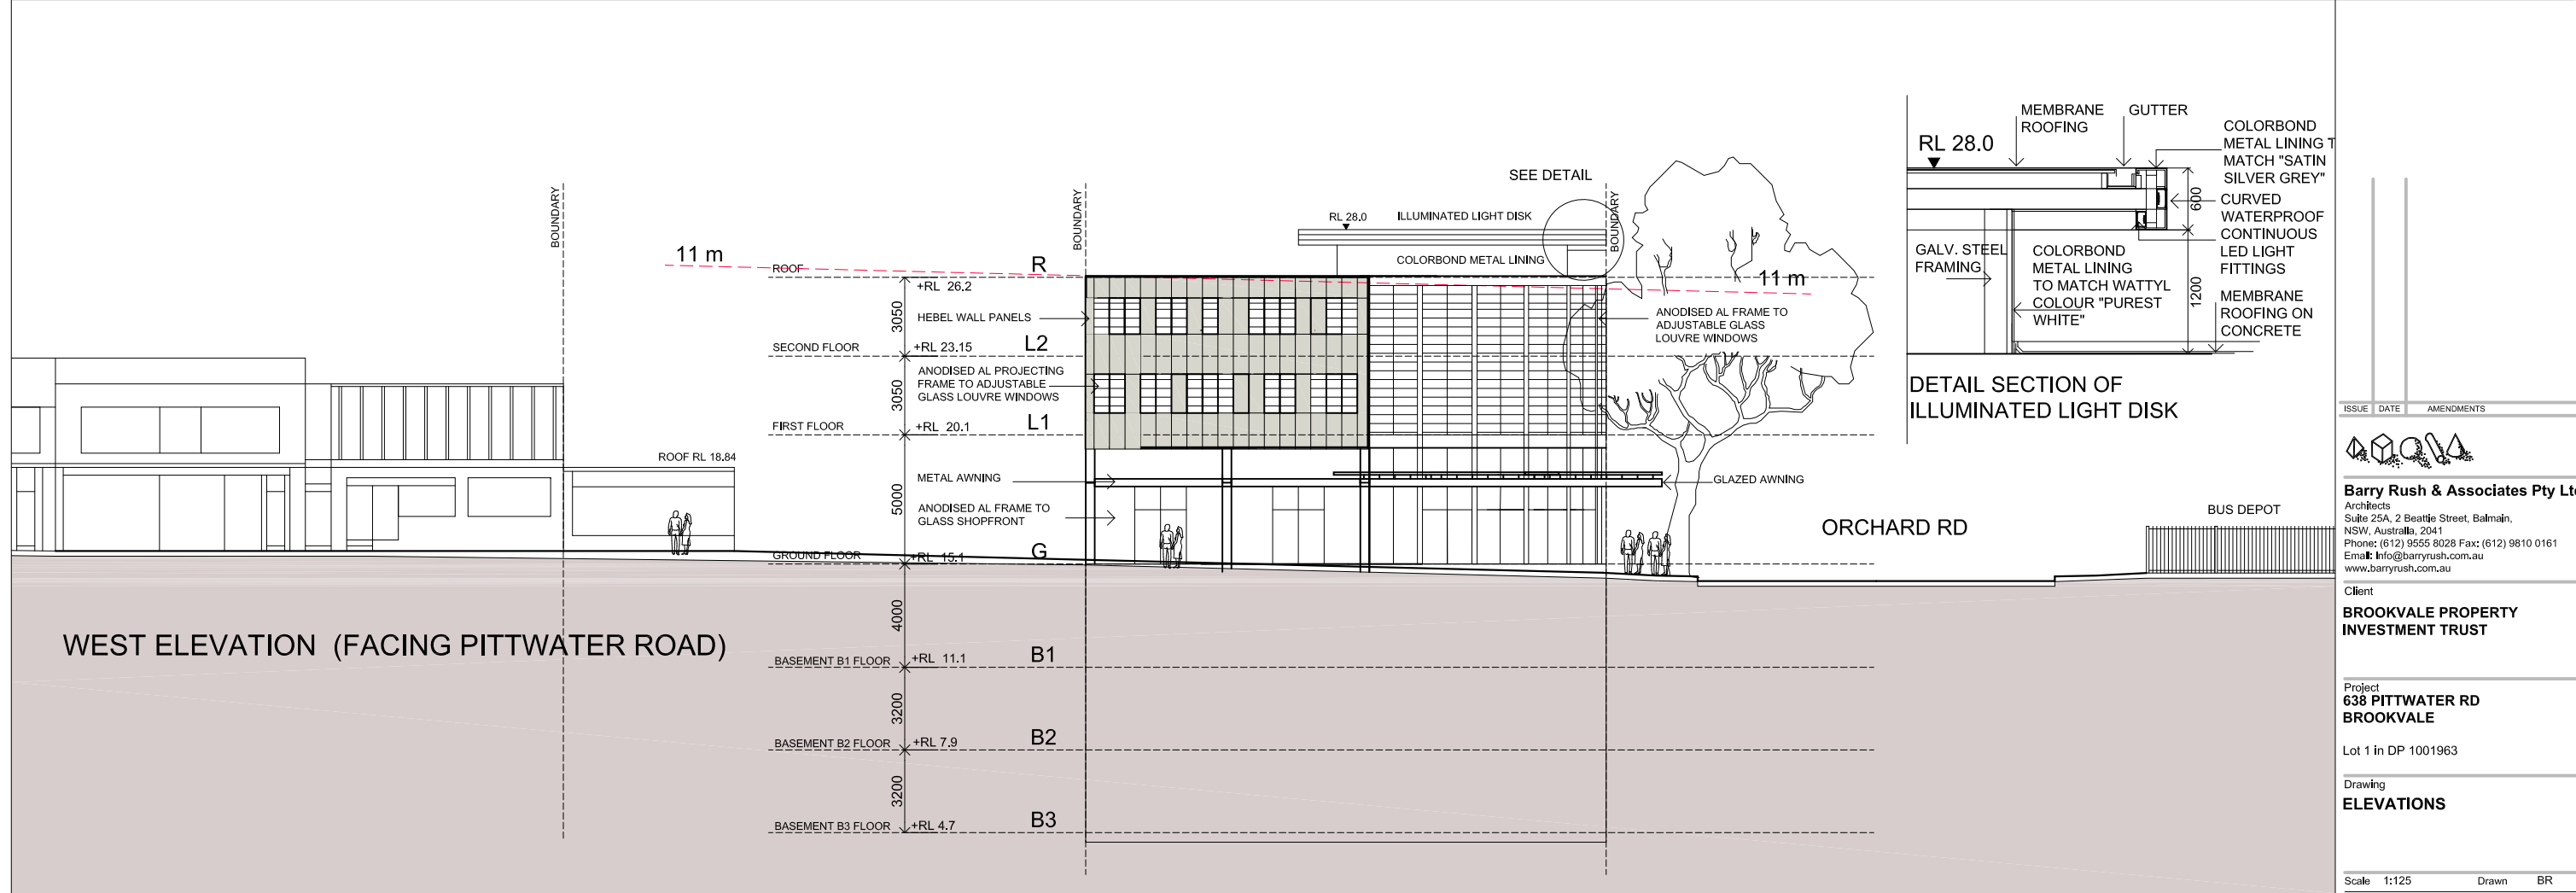 SEE DETAIL
BOUNDARY
BOUNDARY
BOUNDARY
RL 28.0
ILLUMINATED LIGHT DISK
COLORBOND METAL LINING
11 m
11 m
ROOF
R
+RL 26.2
3050
HEBEL WALL PANELS
SECOND FLOOR
+RL 23.15
L2
ANODISED AL PROJECTING
FRAME TO ADJUSTABLE
GLASS LOUVRE WINDOWS
3050
FIRST FLOOR
+RL 20.1
L1
ANODISED AL FRAME TO
ADJUSTABLE GLASS
LOUVRE WINDOWS
ROOF RL 18.84
METAL AWNING
5000
ANODISED AL FRAME TO
GLASS SHOPFRONT
GLAZED AWNING
GROUND FLOOR
+RL 15.1
G
ORCHARD RD
BUS DEPOT
4000
WEST ELEVATION (FACING PITTWATER ROAD)
BASEMENT B1 FLOOR
+RL 11.1
B1
3200
BASEMENT B2 FLOOR
+RL 7.9
B2
3200
BASEMENT B3 FLOOR
+RL 4.7
B3
RL 28.0
MEMBRANE
ROOFING
GUTTER
COLORBOND
METAL LINING T
MATCH "SATIN
SILVER GREY"
600
CURVED
WATERPROOF
CONTINUOUS
LED LIGHT
FITTINGS
GALV. STEEL
FRAMING
COLORBOND
METAL LINING
TO MATCH WATTYL
COLOUR "PUREST
WHITE"
1200
MEMBRANE
ROOFING ON
CONCRETE
DETAIL SECTION OF
ILLUMINATED LIGHT DISK
ISSUE DATE AMENDMENTS
Barry Rush & Associates Pty Lt
Architects
Suite 25A, 2 Beattie Street, Balmain,
NSW, Australia, 2041
Phone: (612) 9555 8028 Fax: (612) 9810 0161
Email: info@barryrush.com.au
www.barryrush.com.au
Client
BROOKVALE PROPERTY
INVESTMENT TRUST
Project
638 PITTWATER RD
BROOKVALE
Lot 1 in DP 1001963
Drawing
ELEVATIONS
Scale 1:125 Drawn BR